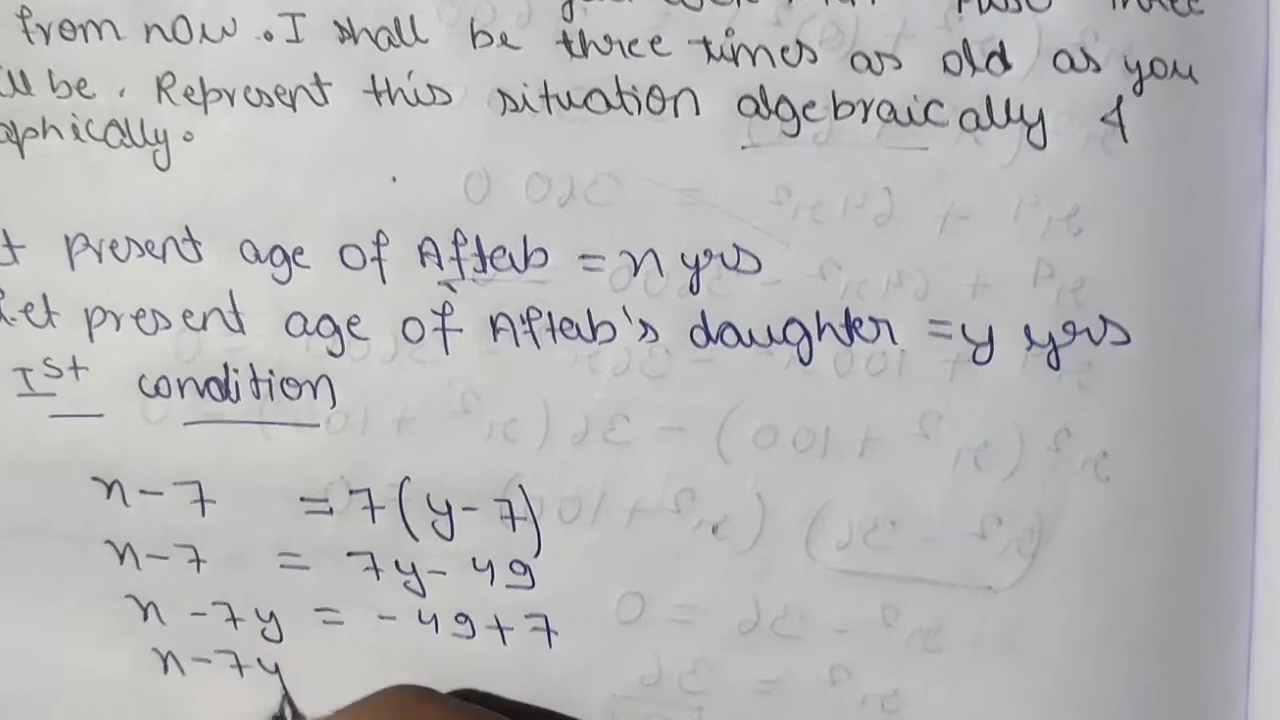 from now. I shall be three times as old as you
ll be. Represent this situation algebraically &
aphically.
t present age of Aftab = x yrs
Let present age of Aftab's daughter = y yrs
Ist condition
x-7 = 7(y-7)
x-7 = 7y-49
x-7y = -49+7
x-7y